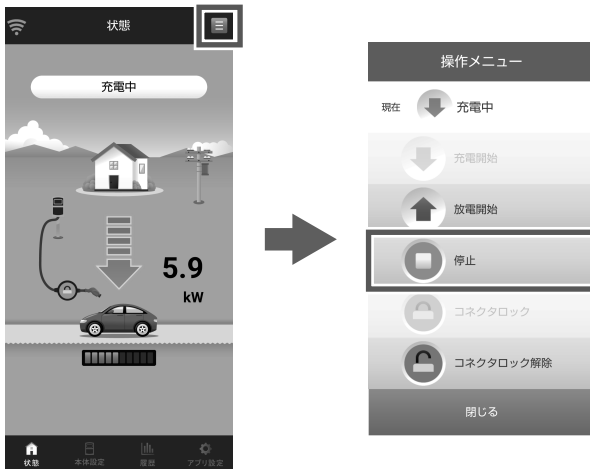 状態
充電中
5.9
kW
状態
本体設定
履歴
アプリ設定
操作メニュー
現在
充電中
充電開始
放電開始
停止
コネクタロック
コネクタロック解除
閉じる